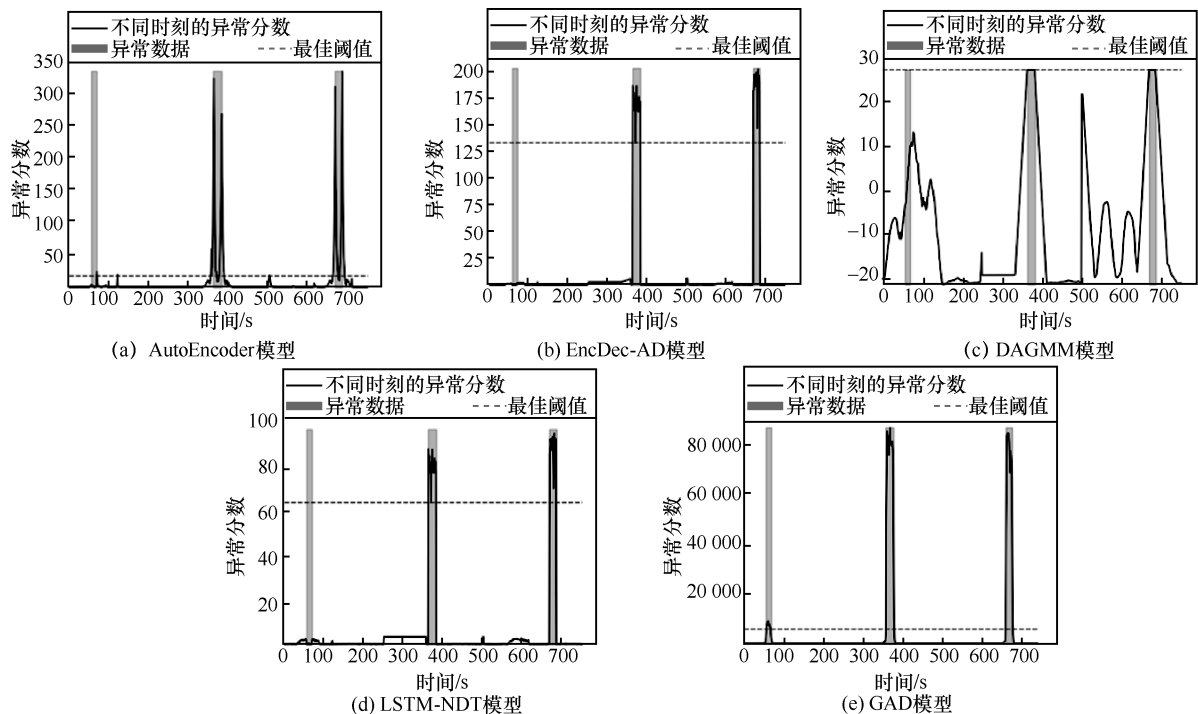 不同时刻的异常分数
异常数据 最佳阈值
350
300
250
200
150
100
50
异常分数
0 100 200 300 400 500 600 700
时间/s
(a) AutoEncoder模型
不同时刻的异常分数
异常数据 最佳阈值
200
175
150
125
100
75
50
25
异常分数
0 100 200 300 400 500 600 700
时间/s
(b) EncDec-AD模型
不同时刻的异常分数
异常数据 最佳阈值
30
20
10
0
−10
−20
异常分数
0 100 200 300 400 500 600 700
时间/s
(c) DAGMM模型
不同时刻的异常分数
异常数据 最佳阈值
100
80
60
40
20
异常分数
0 100 200 300 400 500 600 700
时间/s
(d) LSTM-NDT模型
不同时刻的异常分数
异常数据 最佳阈值
80 000
60 000
40 000
20 000
异常分数
0 100 200 300 400 500 600 700
时间/s
(e) GAD模型